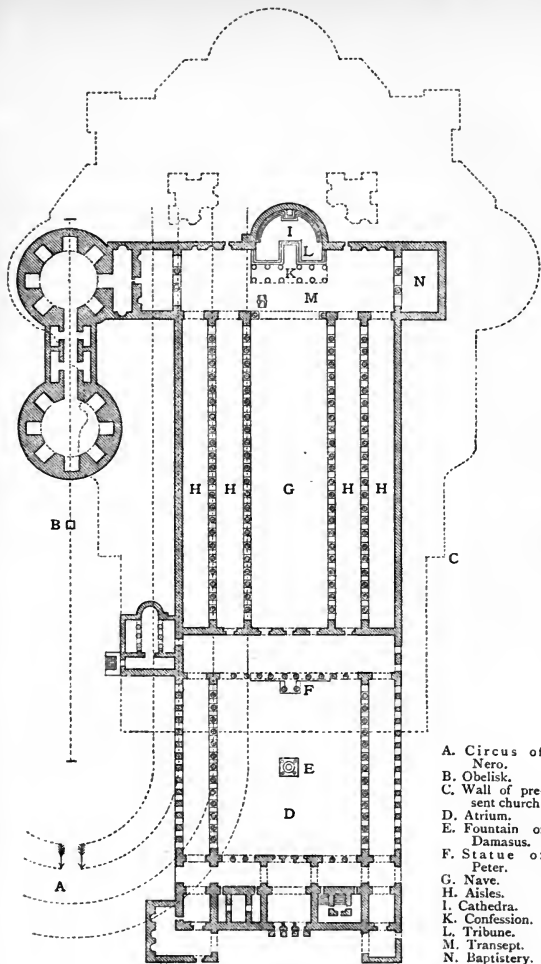 I
L
K
N
M
H
H
G
H
H
B
C
F
E
D
A
A. Circus of
Nero.
B. Obelisk.
C. Wall of pre-
sent church
D. Atrium.
E. Fountain o
Damasus.
F. Statue of
Peter.
G. Nave.
H. Aisles.
I. Cathedra.
K. Confession.
L. Tribune.
M. Transept.
N. Baptistery.